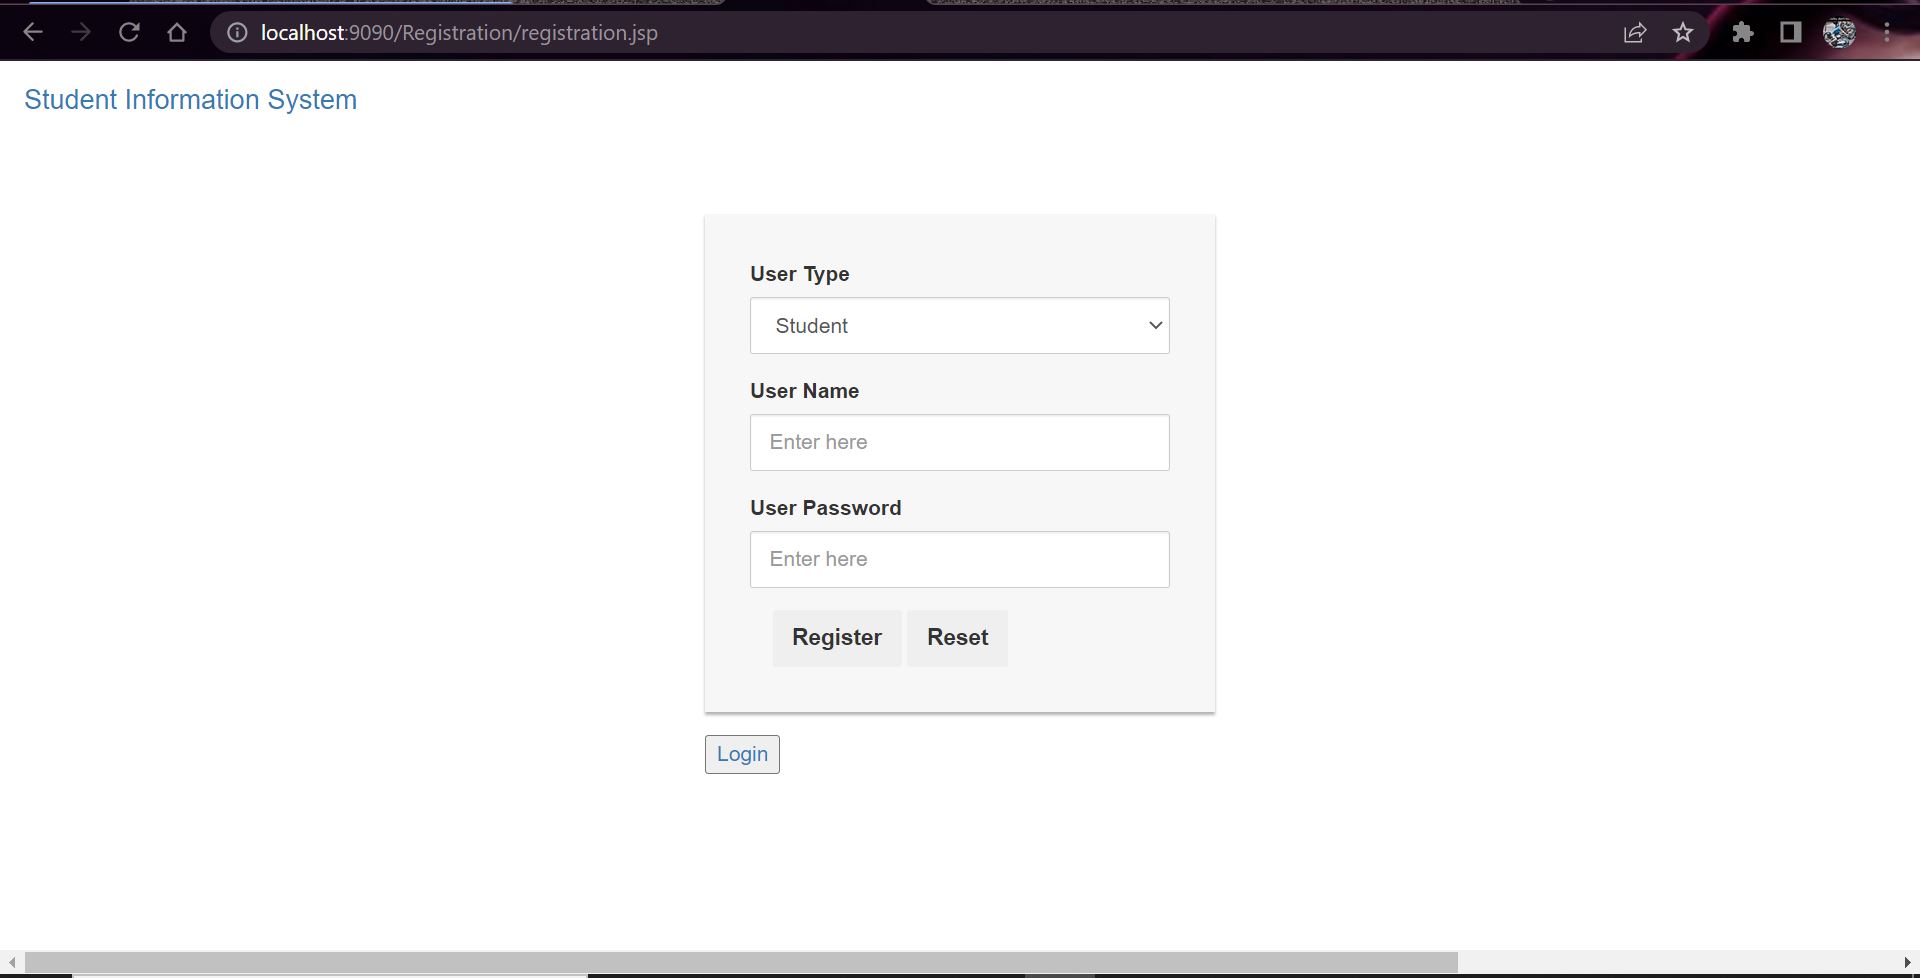 localhost:9090/Registration/registration.jsp
Student Information System
User Type
Student
User Name
Enter here
User Password
Enter here
Register Reset
Login